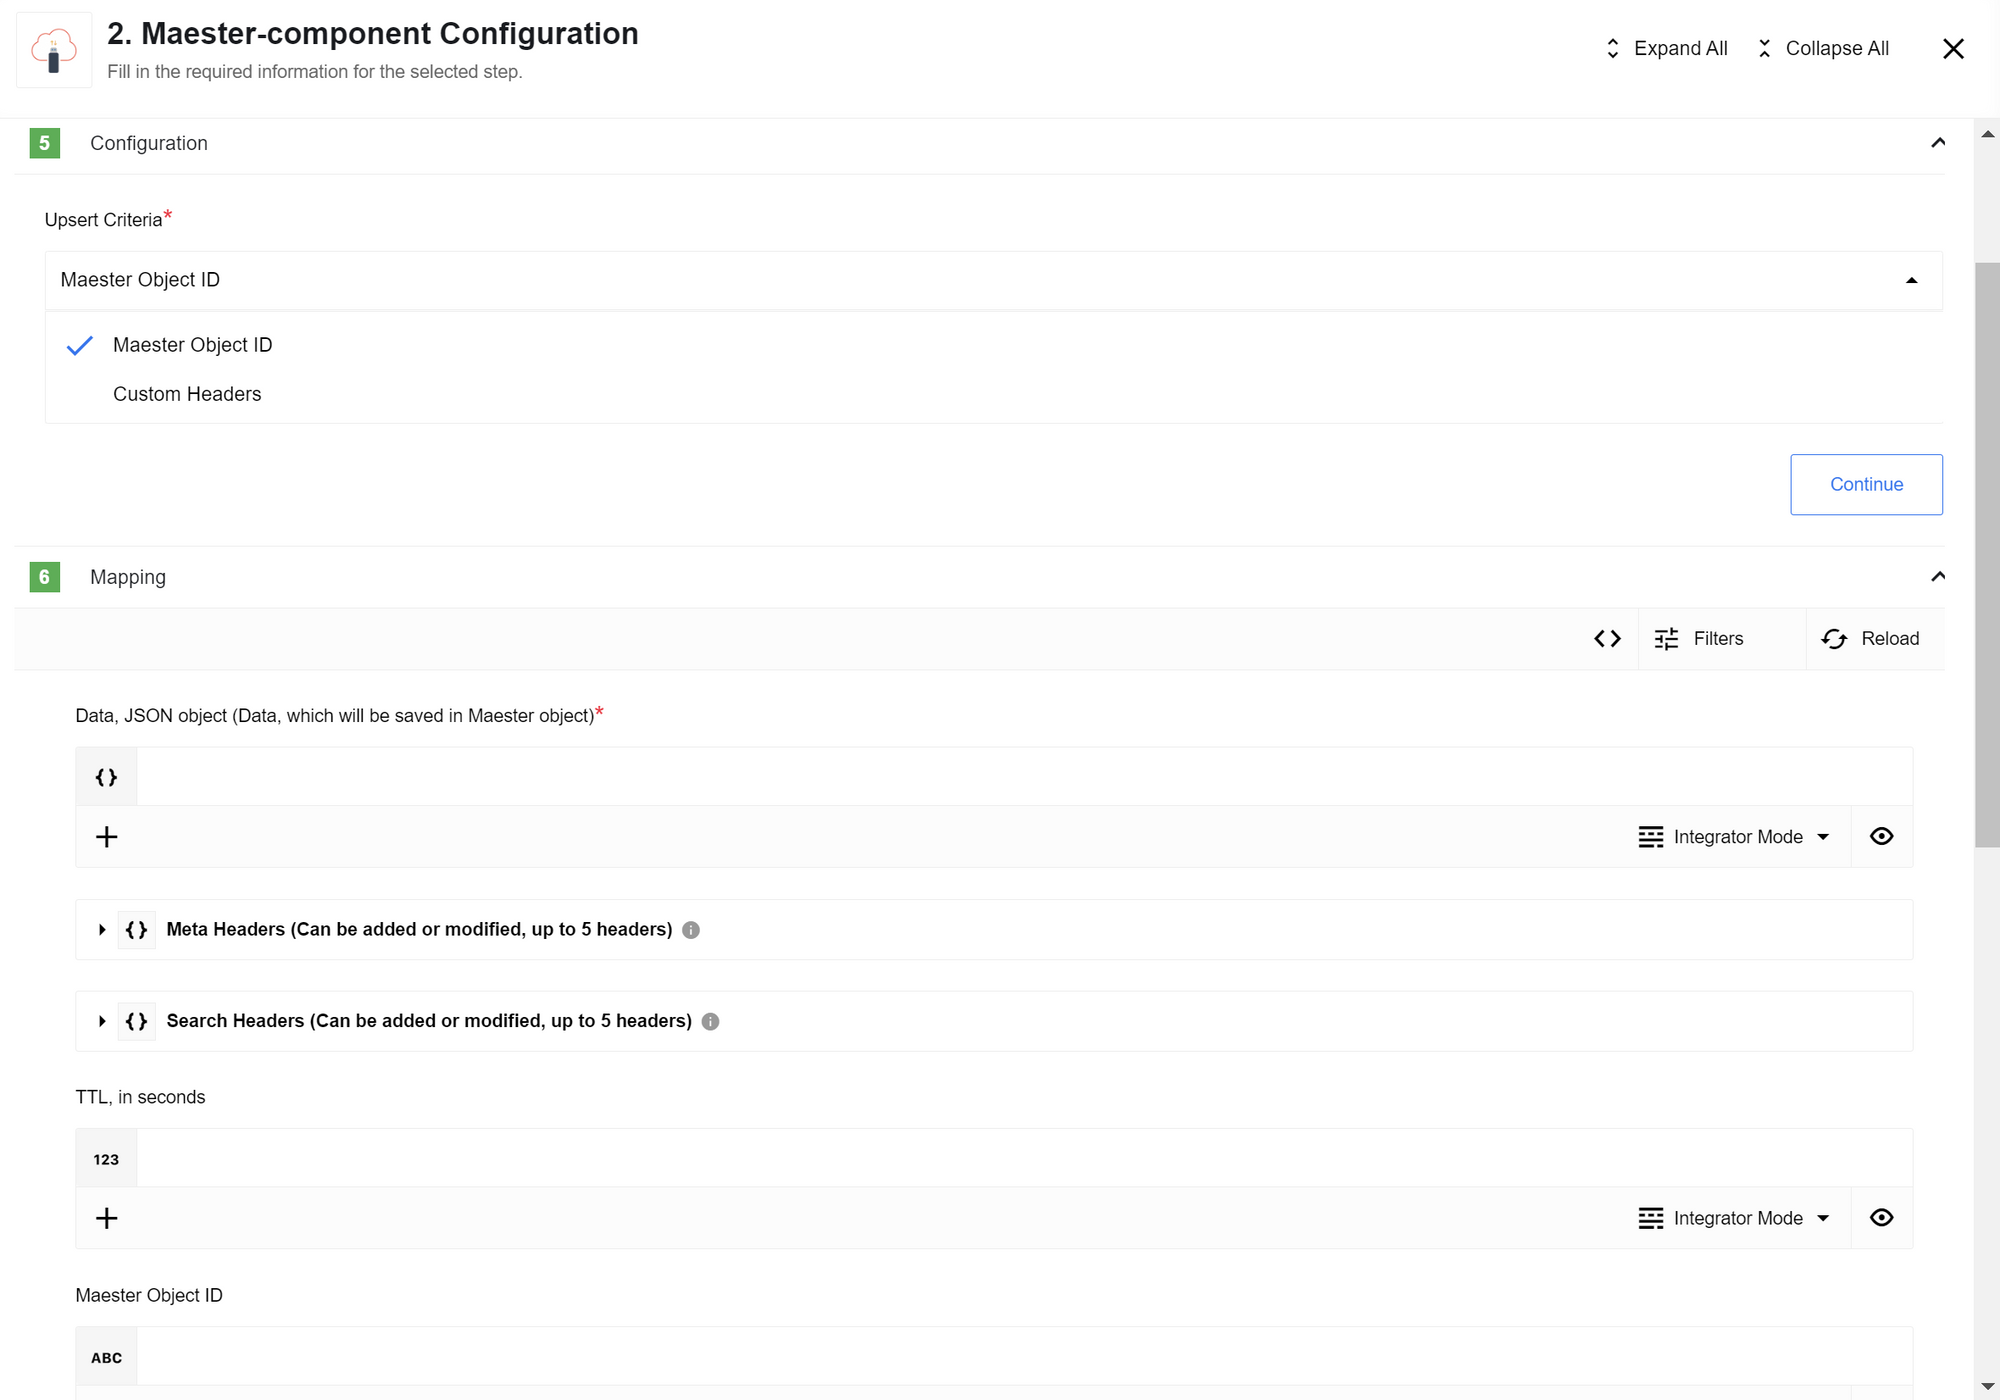 2. Maester-component Configuration
Fill in the required information for the selected step.
Expand All
Collapse All
5 Configuration
Upsert Criteria*
Maester Object ID
Maester Object ID
Custom Headers
Continue
6 Mapping
Filters
Reload
Data, JSON object (Data, which will be saved in Maester object)*
{}
Integrator Mode
{} Meta Headers (Can be added or modified, up to 5 headers)
{} Search Headers (Can be added or modified, up to 5 headers)
TTL, in seconds
123
Integrator Mode
Maester Object ID
ABC